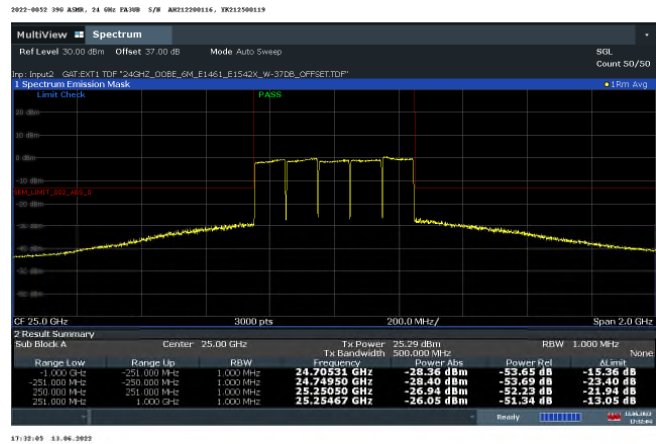 2022-0052 39G ASMR, 24 GHz FA3UB S/N AH212200116, YK212500119
MultiView Spectrum
Ref Level 30.00 dBm Offset 37.00 dB Mode Auto Sweep SGL
Count 50/50
Inp: Input2 GAT:EXT1 TDF "24GHZ_OOBE_6M_E1461_E1542X_W-37DB_OFFSET.TDF"
1 Spectrum Emission Mask 1Rm Avg
Limit Check PASS
20 dBm
10 dBm
0 dBm
-10 dBm
-20 dBm
-30 dBm
-40 dBm
-50 dBm
CF 25.0 GHz 3000 pts 200.0 MHz/ Span 2.0 GHz
2 Result Summary
Sub Block A Center 25.00 GHz Tx Power 25.29 dBm RBW 1.000 MHz
Tx Bandwidth 500.000 MHz None
Range Low Range Up RBW Frequency Power Abs Power Rel ΔLimit
-1.000 GHz -251.000 MHz 1.000 MHz 24.70531 GHz -28.36 dBm -53.65 dB -15.36 dB
-251.000 MHz -250.000 MHz 1.000 MHz 24.74950 GHz -28.40 dBm -53.69 dB -23.40 dB
250.000 MHz 251.000 MHz 1.000 MHz 25.25050 GHz -26.94 dBm -52.23 dB -21.94 dB
251.000 MHz 1.000 GHz 1.000 MHz 25.25467 GHz -26.05 dBm -51.34 dB -13.05 dB
Ready 13.06.2022
17:32:04
17:32:05 13.06.2022